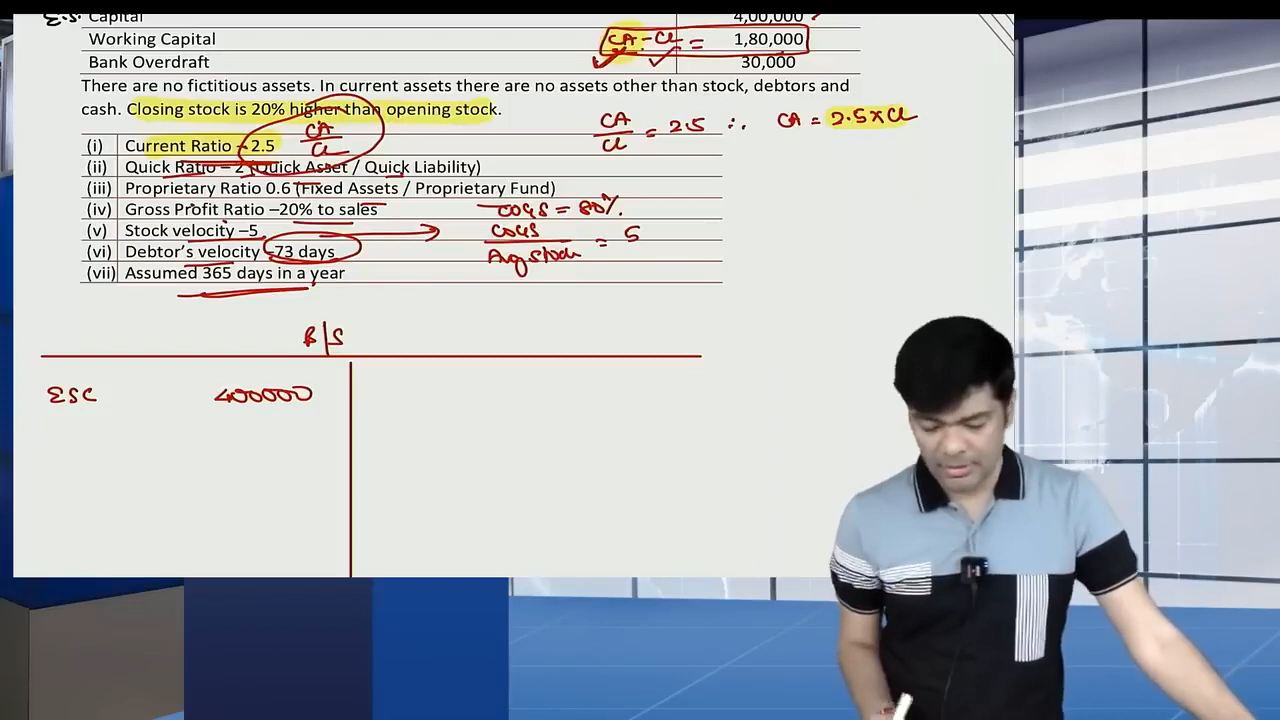 E.S. Capital 4,00,000
Working Capital CA - CL = 1,80,000
Bank Overdraft 30,000
There are no fictitious assets. In current assets there are no assets other than stock, debtors and
cash. Closing stock is 20% higher than opening stock.
CA / CL = 2.5 ∴ CA = 2.5 x CL
(i) Current Ratio – 2.5 CA / CL
(ii) Quick Ratio – 2 (Quick Asset / Quick Liability)
(iii) Proprietary Ratio 0.6 (Fixed Assets / Proprietary Fund)
(iv) Gross Profit Ratio –20% to sales COGS = 80%
(v) Stock velocity –5 COGS / Avg Stock = 5
(vi) Debtor's velocity –73 days
(vii) Assumed 365 days in a year
B/S
ESC 400000